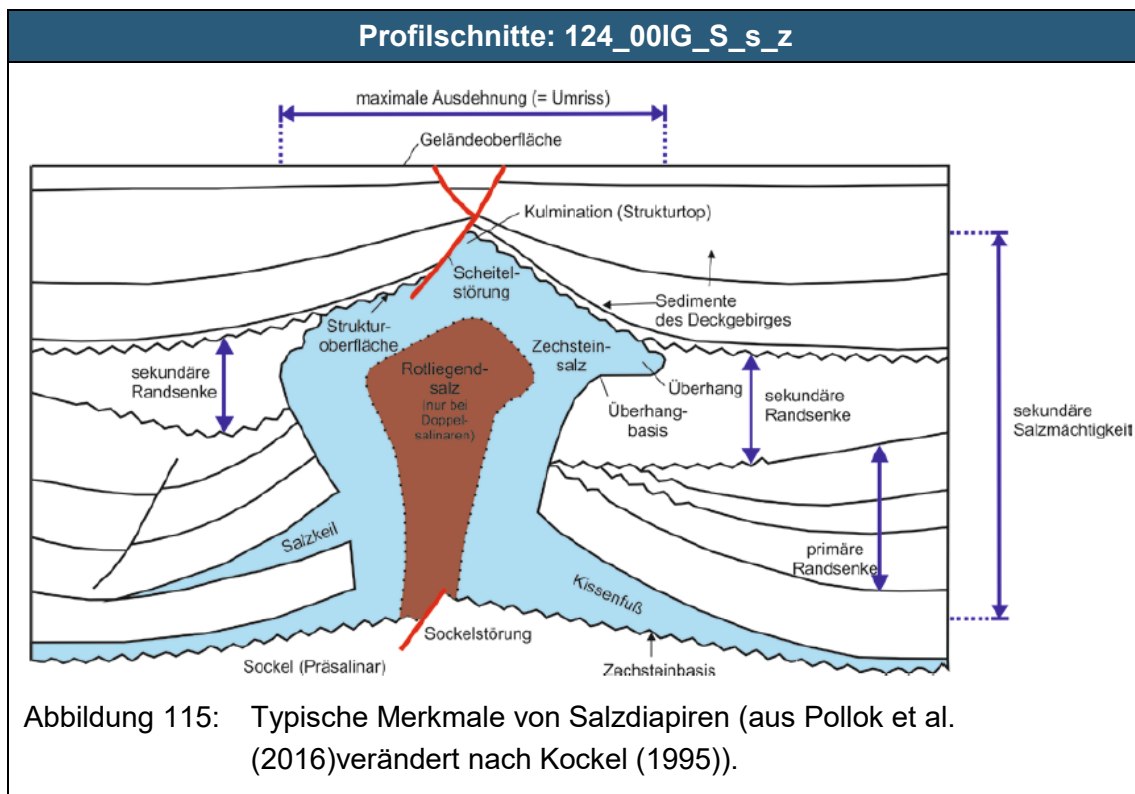 Profilschnitte: 124_00IG_S_s_z
maximale Ausdehnung (= Umriss)
Geländeoberfläche
Kulmination (Strukturtop)
Scheitel-
störung
Sedimente
des Deckgebirges
Struktur-
oberfläche
Zechstein-
salz
Überhang
sekundäre
Randsenke
Rotliegend-
salz
(nur bei
Doppel-
salinaren)
Überhang-
basis
sekundäre
Randsenke
sekundäre
Salzmächtigkeit
Salzkeil
primäre
Randsenke
Kissenfuß
Sockelstörung
Sockel (Präsalinar)
Zechsteinbasis
Abbildung 115: Typische Merkmale von Salzdiapiren (aus Pollok et al.
(2016)verändert nach Kockel (1995)).